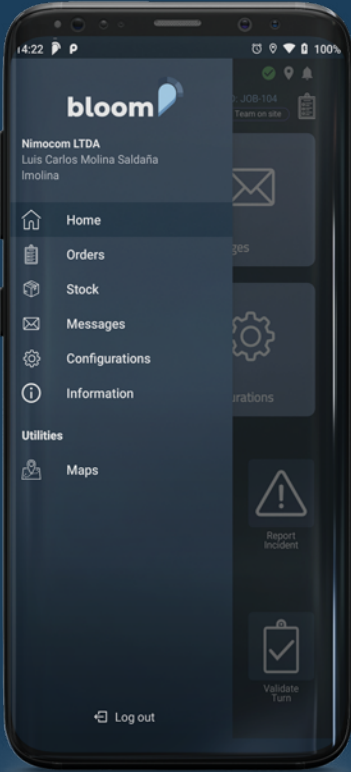 14:22
100%
bloom
Nimocom LTDA
Luis Carlos Molina Saldaña
lmolina
Home
Orders
Stock
Messages
Configurations
Information
Utilities
Maps
Log out
JOB-104
Team on site
ges
urations
Report
Incident
Validate
Turn